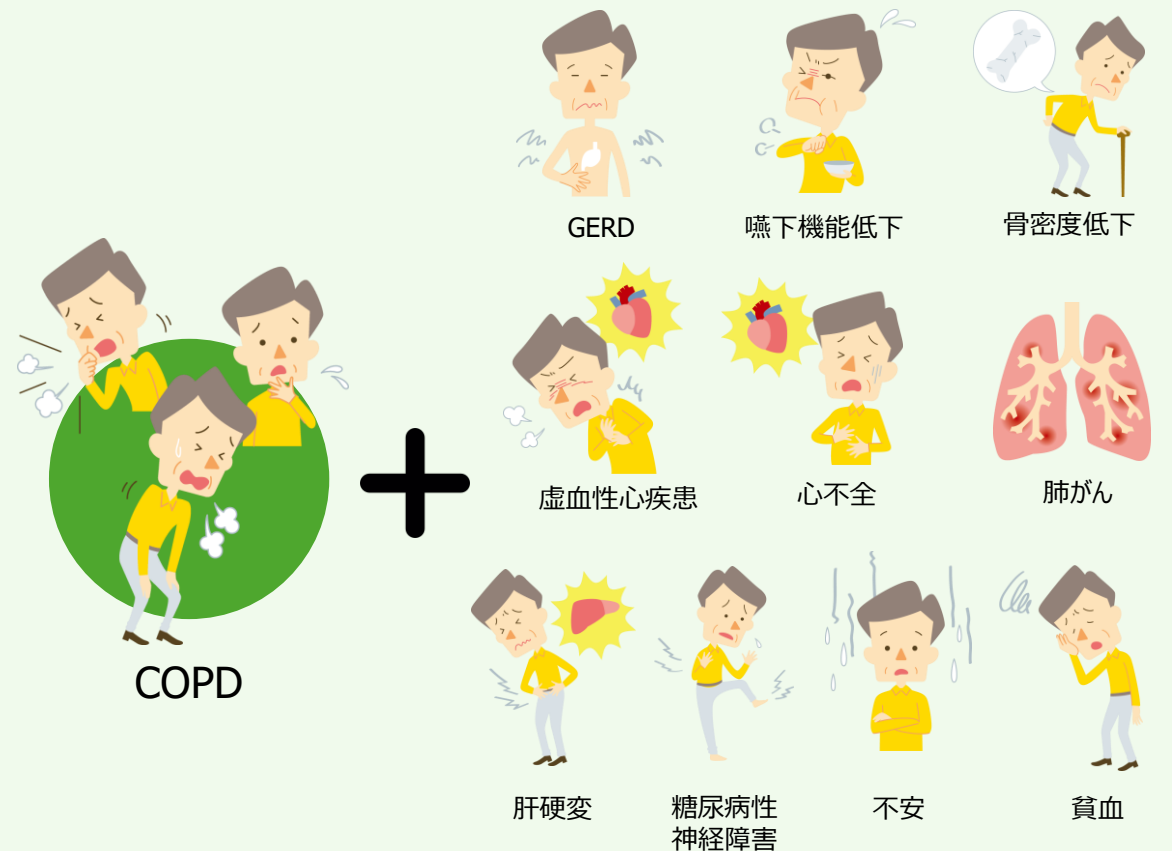 GERD
嚥下機能低下
骨密度低下
虚血性心疾患
心不全
肺がん
COPD
肝硬変
糖尿病性
神経障害
不安
貧血